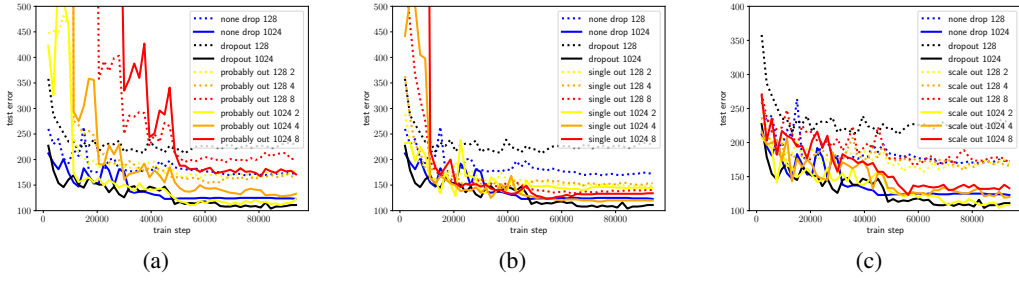 500
450
400
350
300
250
200
150
100
test error
20000
40000
60000
80000
train step
none drop 128
none drop 1024
dropout 128
dropout 1024
probably out 128 2
probably out 128 4
probably out 128 8
probably out 1024 2
probably out 1024 4
probably out 1024 8
(a)
500
450
400
350
300
250
200
150
100
test error
0
20000
40000
60000
80000
train step
none drop 128
none drop 1024
dropout 128
dropout 1024
single out 128 2
single out 128 4
single out 128 8
single out 1024 2
single out 1024 4
single out 1024 8
(b)
400
350
300
250
200
150
100
test error
0
20000
40000
60000
80000
train step
none drop 128
none drop 1024
dropout 128
dropout 1024
scale out 128 2
scale out 128 4
scale out 128 8
scale out 1024 2
scale out 1024 4
scale out 1024 8
(c)